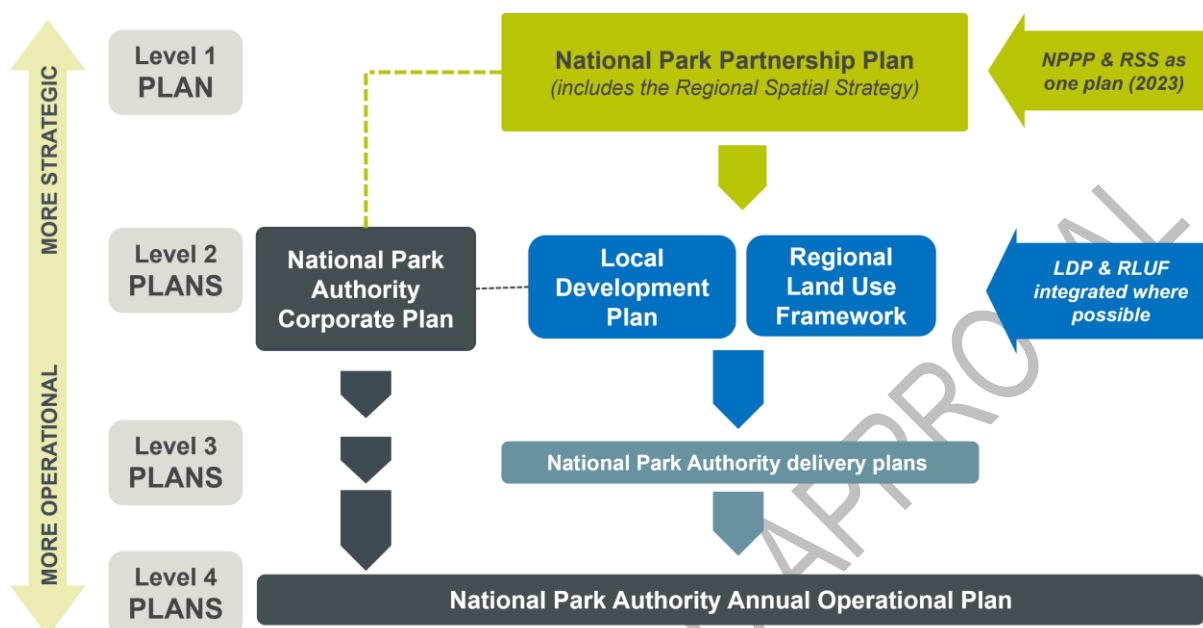 MORE STRATEGIC
MORE OPERATIONAL
Level 1
PLAN
National Park Partnership Plan
(includes the Regional Spatial Strategy)
NPPP & RSS as
one plan (2023)
Level 2
PLANS
National Park
Authority
Corporate Plan
Local
Development
Plan
Regional
Land Use
Framework
LDP & RLUF
integrated where
possible
Level 3
PLANS
National Park Authority delivery plans
Level 4
PLANS
National Park Authority Annual Operational Plan
APPROVAL